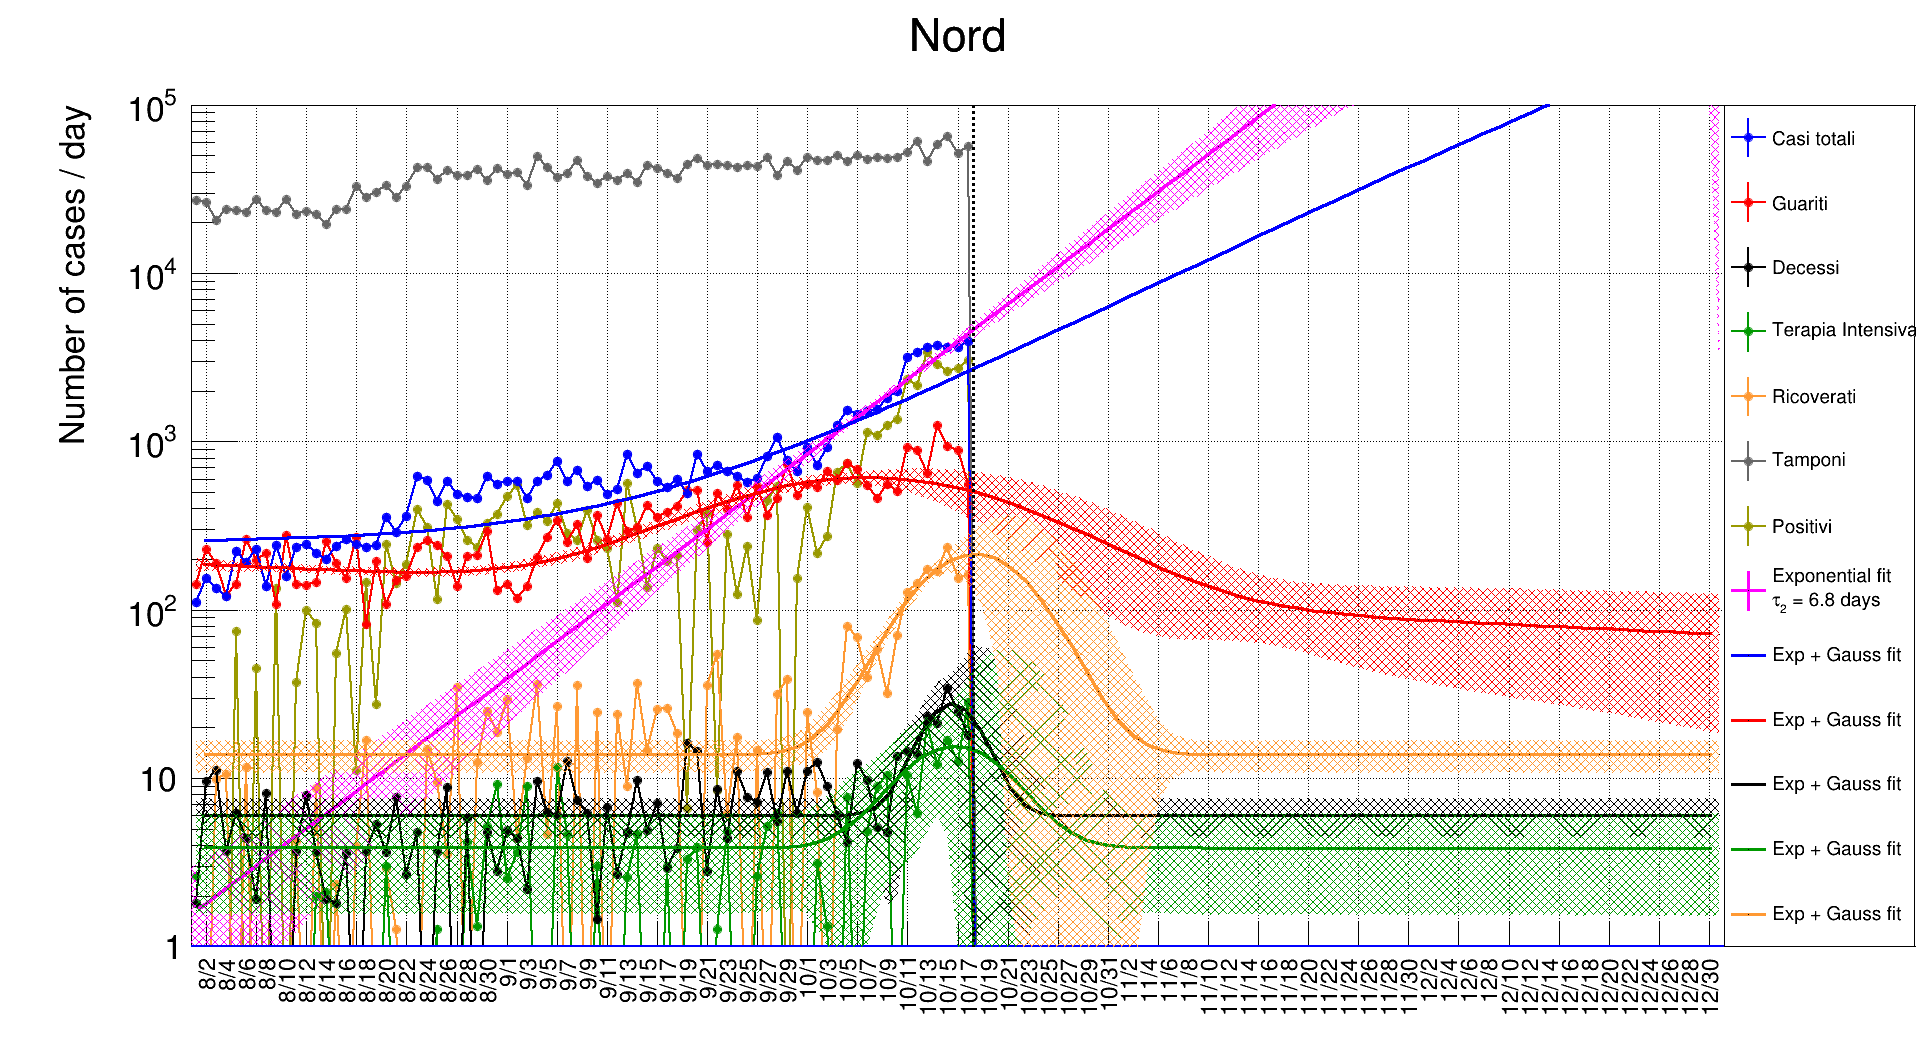 Nord
Number of cases / day
10^5
10^4
10^3
10^2
10
1
8/2 8/4 8/6 8/8 8/10 8/12 8/14 8/16 8/18 8/20 8/22 8/24 8/26 8/28 8/30 9/1 9/3 9/5 9/7 9/9 9/11 9/13 9/15 9/17 9/19 9/21 9/23 9/25 9/27 9/29 10/1 10/3 10/5 10/7 10/9 10/11 10/13 10/15 10/17 10/19 10/21 10/23 10/25 10/27 10/29 10/31 11/2 11/4 11/6 11/8 11/10 11/12 11/14 11/16 11/18 11/20 11/22 11/24 11/26 11/28 11/30 12/2 12/4 12/6 12/8 12/10 12/12 12/14 12/16 12/18 12/20 12/22 12/24 12/26 12/28 12/30
Casi totali
Guariti
Decessi
Terapia Intensiva
Ricoverati
Tamponi
Positivi
Exponential fit
τ2 = 6.8 days
Exp + Gauss fit
Exp + Gauss fit
Exp + Gauss fit
Exp + Gauss fit
Exp + Gauss fit